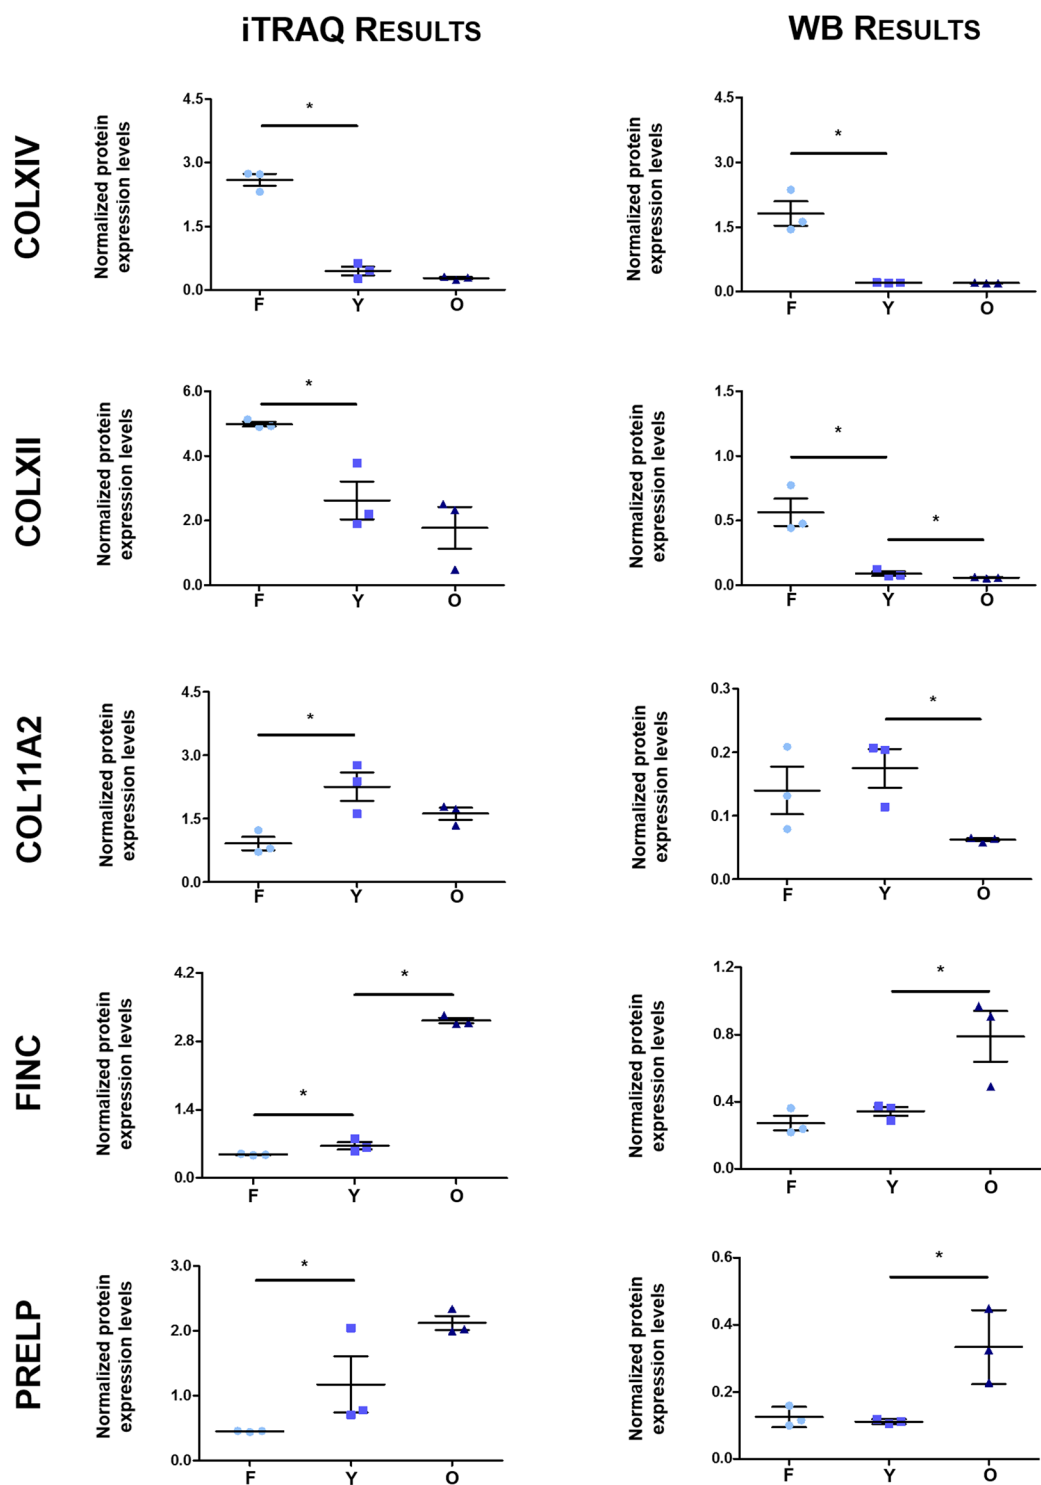 iTRAQ RESULTS
WB RESULTS
COLXIV
Normalized protein
expression levels
4.5
3.0
1.5
0.0
*
F Y O
Normalized protein
expression levels
4.5
3.0
1.5
0.0
*
F Y O
COLXII
Normalized protein
expression levels
6.0
4.0
2.0
0.0
*
F Y O
Normalized protein
expression levels
1.5
1.0
0.5
0.0
*
*
F Y O
COL11A2
Normalized protein
expression levels
4.5
3.0
1.5
0.0
*
F Y O
Normalized protein
expression levels
0.3
0.2
0.1
0.0
*
F Y O
FINC
Normalized protein
expression levels
4.2
2.8
1.4
0.0
*
*
F Y O
Normalized protein
expression levels
1.2
0.8
0.4
0.0
*
F Y O
PRELP
Normalized protein
expression levels
3.0
2.0
1.0
0.0
*
F Y O
Normalized protein
expression levels
0.6
0.4
0.2
0.0
*
F Y O